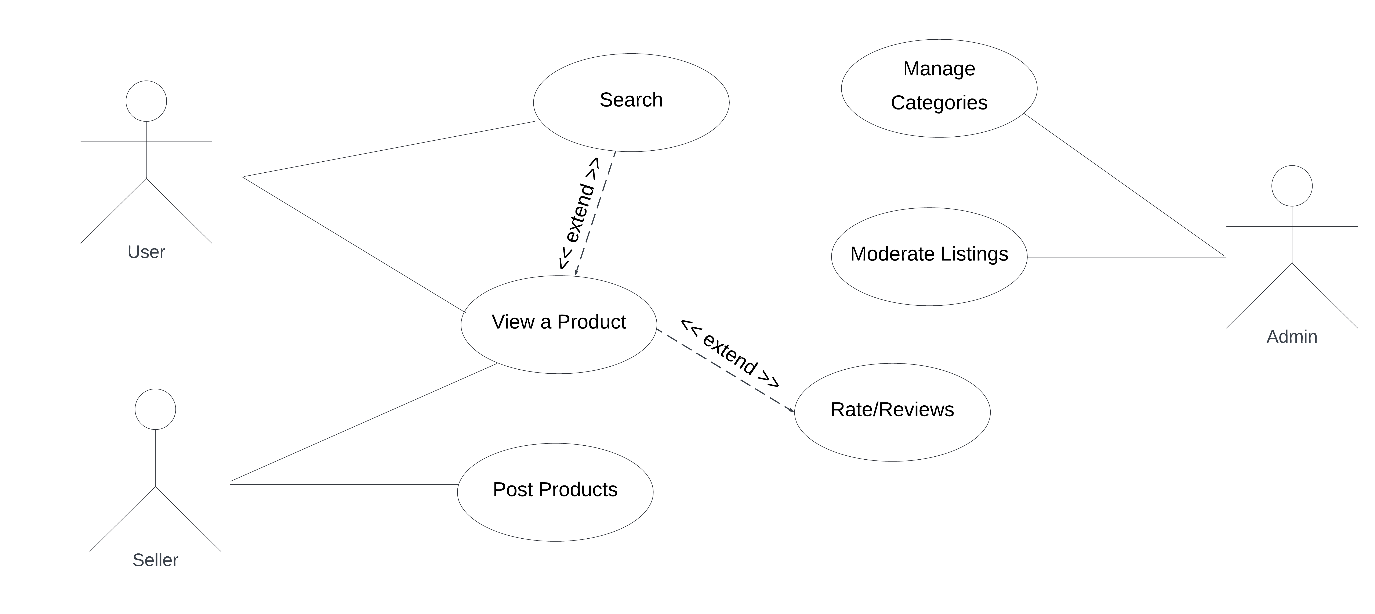 Search
Manage
Categories
<< extend >>
User
Moderate Listings
View a Product
<< extend >>
Admin
Rate/Reviews
Post Products
Seller